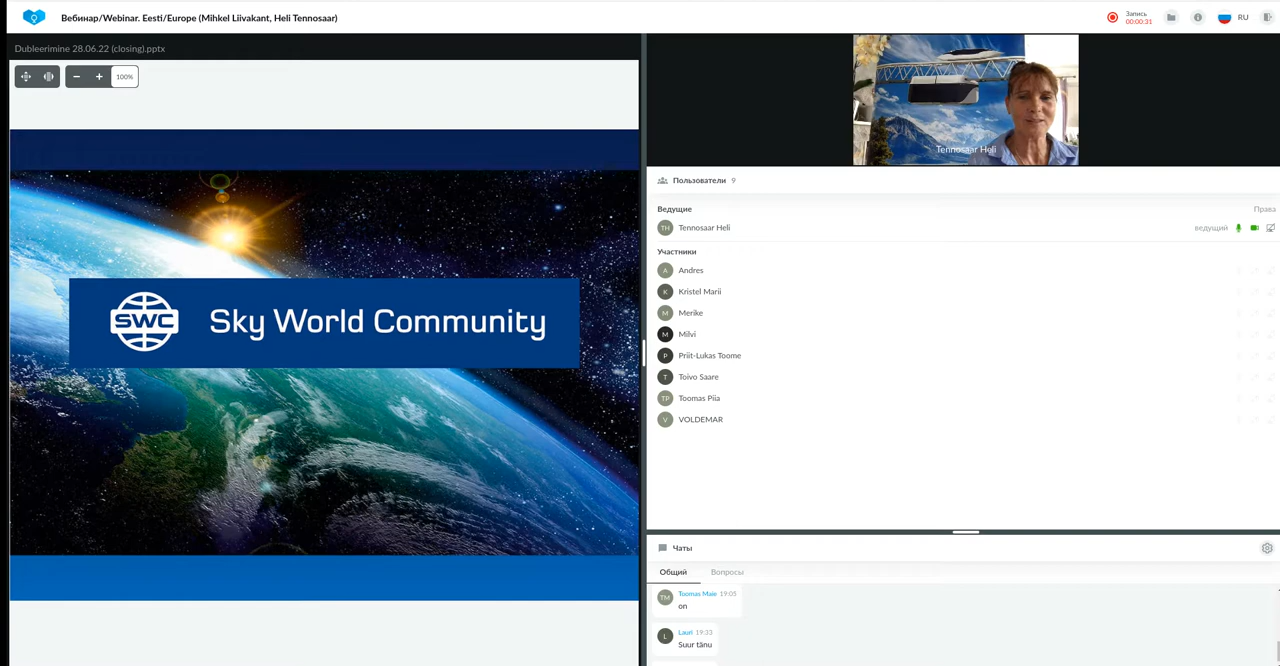 Вебинар/Webinar. Eesti/Europe (Mihkel Liivakant, Heli Tennosaar)
Запись
00:00:31
RU
Dubleerimine 28.06.22 (closing).pptx
100%
SWC Sky World Community
Tennosaar Heli
Пользователи 9
Ведущие
Права
TH Tennosaar Heli
ведущий
Участники
A Andres
K Kristel Marii
M Merike
M Milvi
P Priit-Lukas Toome
T Toivo Saare
TP Toomas Piia
V VOLDEMAR
Чаты
Общий Вопросы
TM Toomas Maie 19:05
on
L Lauri 19:33
Suur tänu